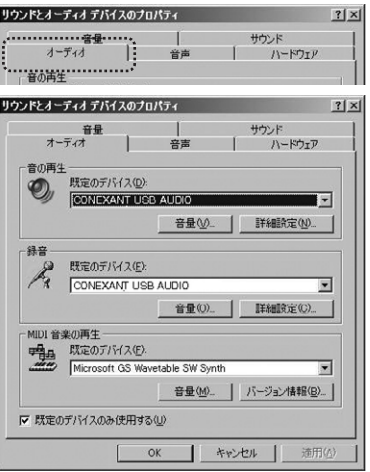 サウンドとオーディオ デバイスのプロパティ
音量 サウンド
オーディオ 音声 ハードウェア
音の再生
サウンドとオーディオ デバイスのプロパティ
音量 サウンド
オーディオ 音声 ハードウェア
音の再生
既定のデバイス(D):
CONEXANT USB AUDIO
音量(V)... 詳細設定(N)...
録音
既定のデバイス(E):
CONEXANT USB AUDIO
音量(O)... 詳細設定(C)...
MIDI 音楽の再生
既定のデバイス(F):
Microsoft GS Wavetable SW Synth
音量(M)... バージョン情報(B)...
既定のデバイスのみ使用する(U)
OK キャンセル 適用(A)